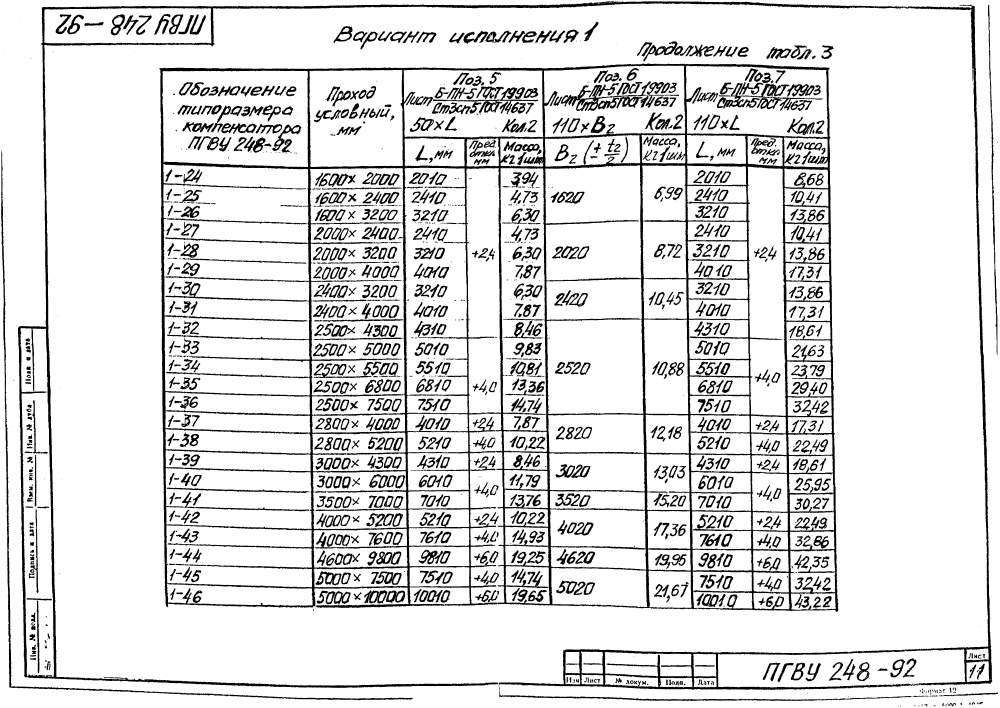 ПГВУ 248-92
Вариант исполнения 1
Продолжение табл. 3
Обозначение типоразмера компенсатора ПГВУ 248-92 | Проход условный, мм | Поз. 5 Лист Б-ПН-5 ГОСТ 19903 / Ст3сп5 ГОСТ 14637 50×L Кол.2 | Поз. 6 Лист Б-ПН-5 ГОСТ 19903 / Ст3сп5 ГОСТ 14637 110×B2 Кол.2 | Поз.7 Лист Б-ПН-5 ГОСТ 19903 / Ст3сп5 ГОСТ 14637 110×L Кол.2
L, мм | Пред. откл. мм | Масса, кг 1 шт | B2 (± t2/2) | Масса, кг 1 шт | L, мм | Пред. откл. мм | Масса, кг 1 шт
1-24 1600×2000 2010 3,94 2010 8,68
1-25 1600×2400 2410 4,73 1620 6,99 2410 10,41
1-26 1600×3200 3210 6,30 3210 13,86
1-27 2000×2400 2410 4,73 2410 10,41
1-28 2000×3200 3210 +2,4 6,30 2020 8,72 3210 +2,4 13,86
1-29 2000×4000 4010 7,87 4010 17,31
1-30 2400×3200 3210 6,30 2420 10,45 3210 13,86
1-31 2400×4000 4010 7.87 4010 17,31
1-32 2500×4300 4310 8,46 4310 18,61
1-33 2500×5000 5010 9,83 5010 21,63
1-34 2500×5500 5510 10,81 2520 10,88 5510 23,79
1-35 2500×6800 6810 +4,0 13,36 6810 +4,0 29,40
1-36 2500×7500 7510 14,74 7510 32,42
1-37 2800×4000 4010 +2,4 7,87 2820 12,18 4010 +2,4 17,31
1-38 2800×5200 5210 +4,0 10,22 5210 +4,0 22,49
1-39 3000×4300 4310 +2,4 8,46 3020 13,03 4310 +2,4 18,61
1-40 3000×6000 6010 +4,0 11,79 6010 +4,0 25,95
1-41 3500×7000 7010 13,76 3520 15,20 7010 30,27
1-42 4000×5200 5210 +2,4 10,22 4020 17,36 5210 +2,4 22,49
1-43 4000×7600 7610 +4,0 14,93 7610 +4,0 32,86
1-44 4600×9800 9810 +6,0 19,25 4620 19,95 9810 +6,0 42,35
1-45 5000×7500 7510 +4,0 14,74 5020 21,67 7510 +4,0 32,42
1-46 5000×10000 10010 +6,0 19,65 10010 +6,0 43,22
Подп. и дата
Инв. № дубл.
Взам. инв. №
Подпись и дата
Инв. № подл.
Изм Лист № докум. Подп. Дата
ПГВУ 248-92
Лист
11
Формат 12